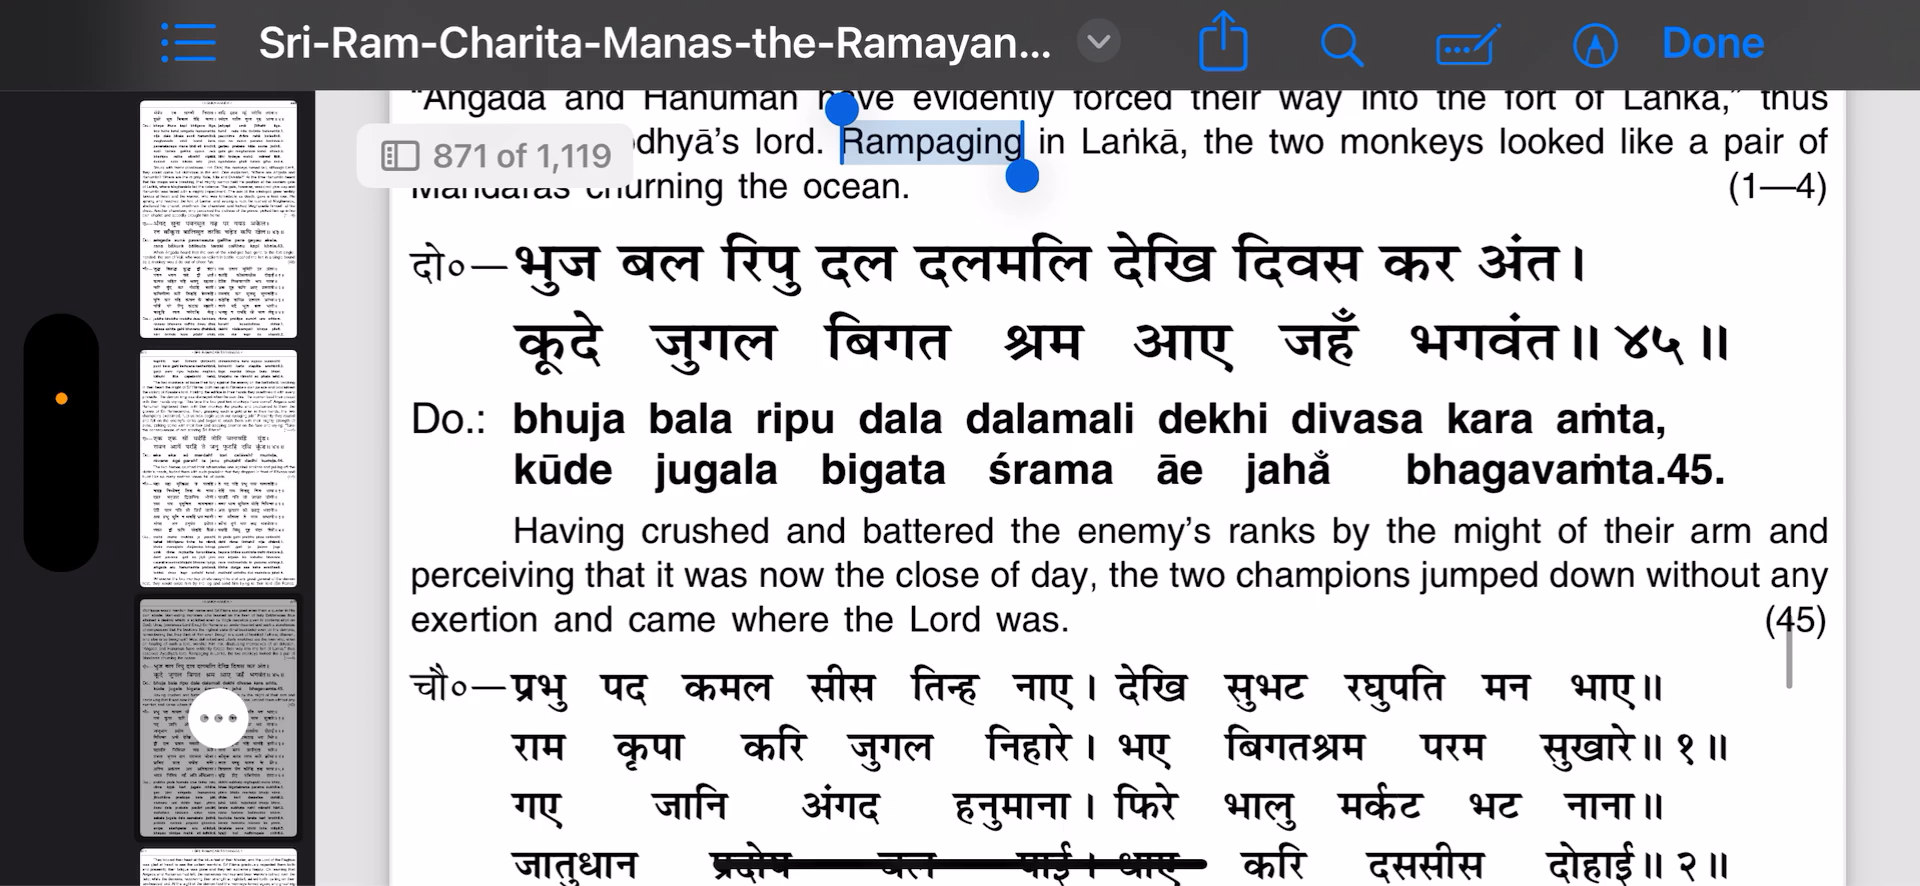 Sri-Ram-Charita-Manas-the-Ramayan...
Done
871 of 1,119
“Angada and Hanumān have evidently forced their way into the fort of Laṅkā,” thus
dhyā’s lord. Rampaging in Laṅkā, the two monkeys looked like a pair of
churning the ocean. (1—4)
दो०—भुज बल रिपु दल दलमलि देखि दिवस कर अंत।
कूदे जुगल बिगत श्रम आए जहँ भगवंत॥ ४५॥
Do.: bhuja bala ripu dala dalamali dekhi divasa kara aṁta,
kūde jugala bigata śrama āe jahå̐ bhagavaṁta.45.
Having crushed and battered the enemy’s ranks by the might of their arm and
perceiving that it was now the close of day, the two champions jumped down without any
exertion and came where the Lord was. (45)
चौ०—प्रभु पद कमल सीस तिन्ह नाए। देखि सुभट रघुपति मन भाए॥
राम कृपा करि जुगल निहारे। भए बिगतश्रम परम सुखारे॥ १॥
गए जानि अंगद हनुमाना। फिरे भालु मर्कट भट नाना॥
जातुधान प्रदोष बल पाई। धाए करि दससीस दोहाई॥ २॥